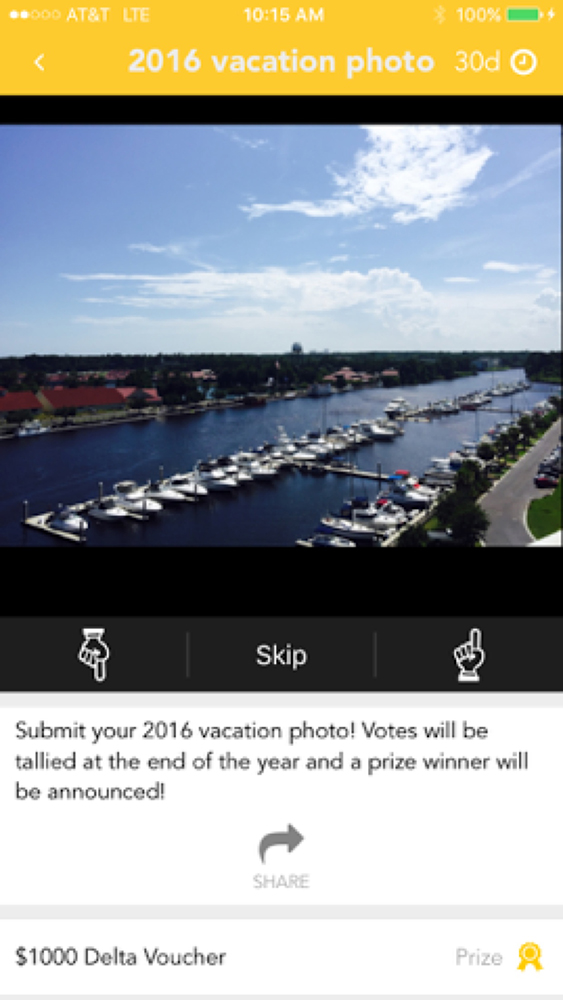 AT&T LTE 10:15 AM 100%
2016 vacation photo 30d
Skip
Submit your 2016 vacation photo! Votes will be
tallied at the end of the year and a prize winner will
be announced!
SHARE
$1000 Delta Voucher Prize